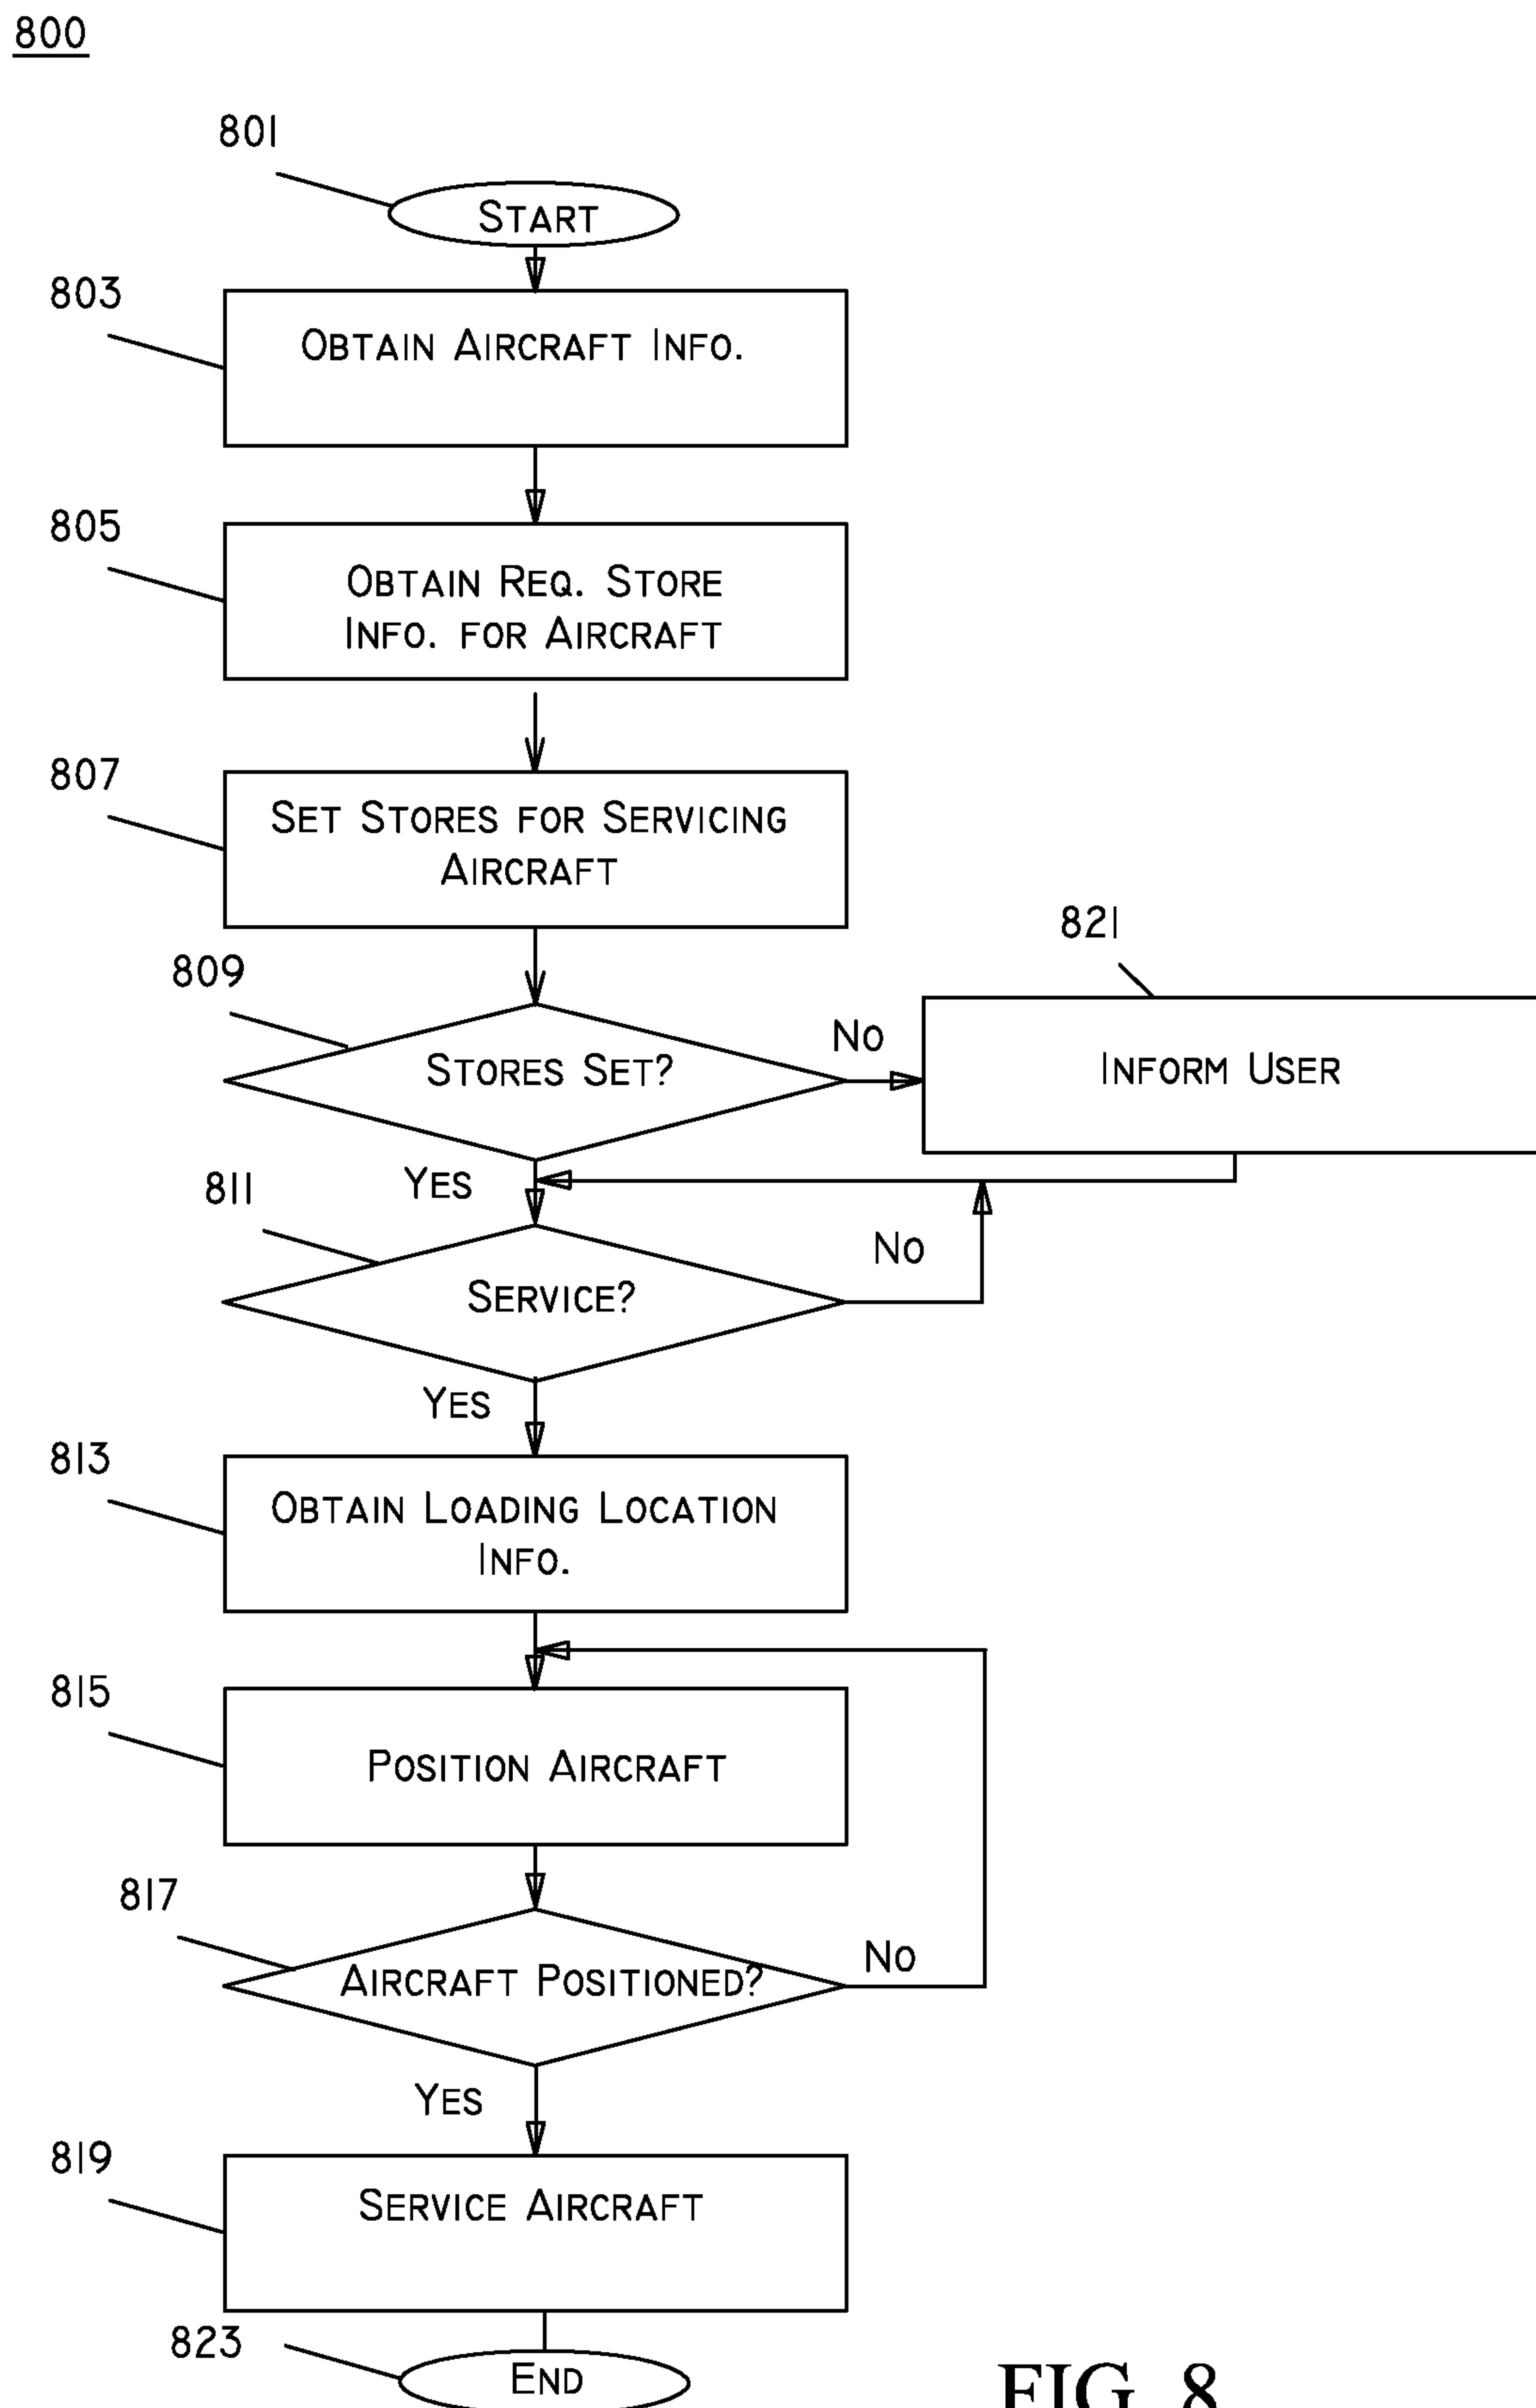 800
801
START
803
OBTAIN AIRCRAFT INFO.
805
OBTAIN REQ. STORE
INFO. FOR AIRCRAFT
807
SET STORES FOR SERVICING
AIRCRAFT
809
STORES SET?
NO
821
INFORM USER
YES
811
SERVICE?
NO
YES
813
OBTAIN LOADING LOCATION
INFO.
815
POSITION AIRCRAFT
817
AIRCRAFT POSITIONED?
NO
YES
819
SERVICE AIRCRAFT
823
END
FIG. 8